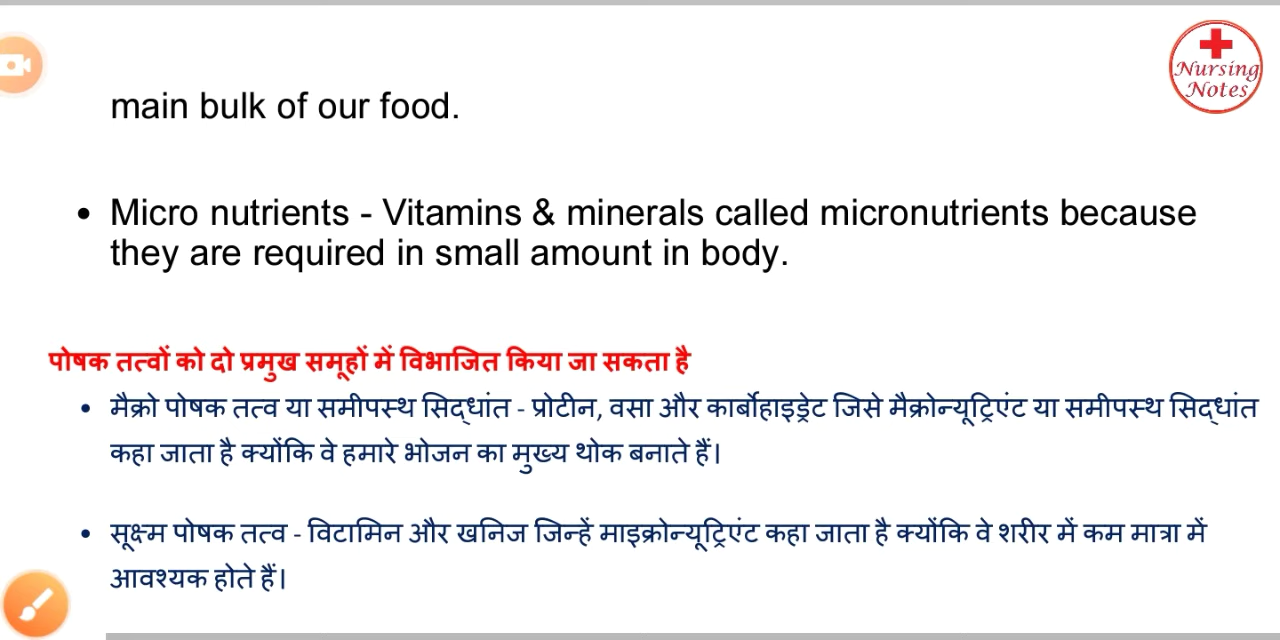 Nursing
Notes
main bulk of our food.
• Micro nutrients - Vitamins & minerals called micronutrients because
they are required in small amount in body.
पोषक तत्वों को दो प्रमुख समूहों में विभाजित किया जा सकता है
• मैक्रो पोषक तत्व या समीपस्थ सिद्धांत - प्रोटीन, वसा और कार्बोहाइड्रेट जिसे मैक्रोन्यूट्रिएंट या समीपस्थ सिद्धांत
कहा जाता है क्योंकि वे हमारे भोजन का मुख्य थोक बनाते हैं।
• सूक्ष्म पोषक तत्व - विटामिन और खनिज जिन्हें माइक्रोन्यूट्रिएंट कहा जाता है क्योंकि वे शरीर में कम मात्रा में
आवश्यक होते हैं।